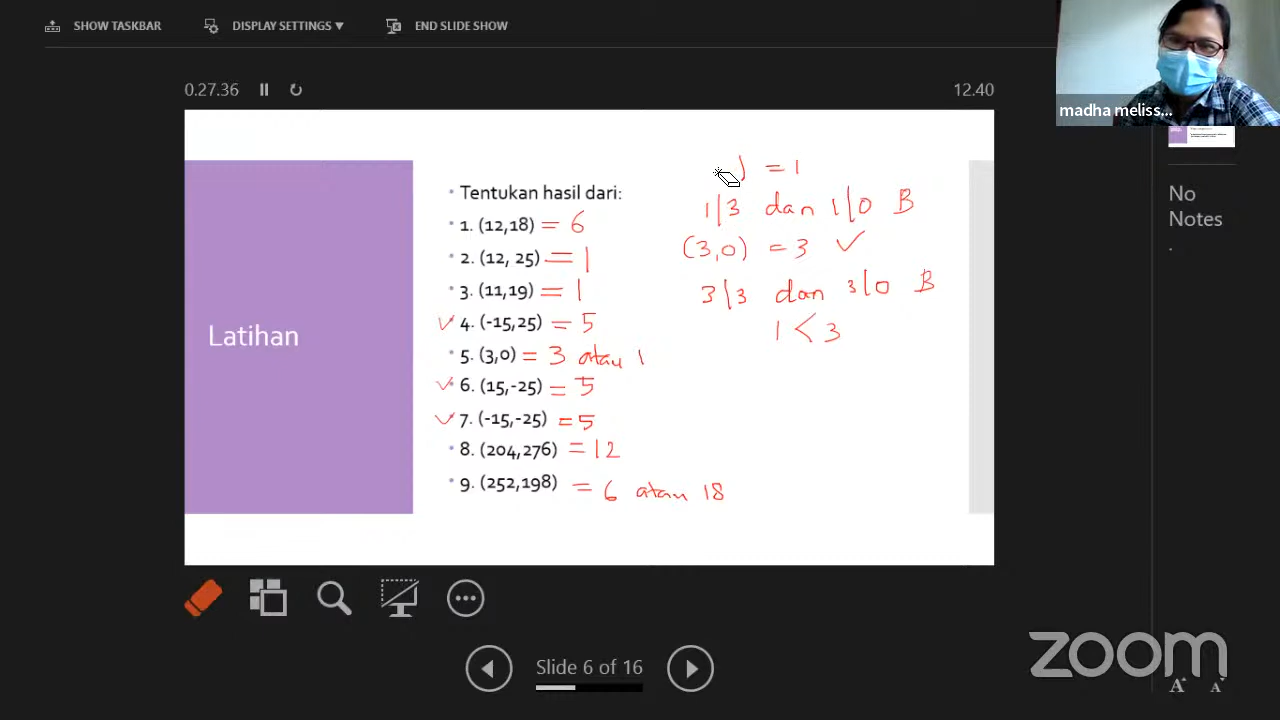 SHOW TASKBAR DISPLAY SETTINGS ▼ END SLIDE SHOW
0.27.36
12.40
madha meliss...
Latihan
• Tentukan hasil dari:
• 1. (12,18) = 6
• 2. (12, 25) = 1
• 3. (11,19) = 1
✓ 4. (-15,25) = 5
• 5. (3,0) = 3 atau 1
✓ 6. (15,-25) = 5
✓ 7. (-15,-25) = 5
• 8. (204,276) = 12
• 9. (252,198) = 6 atau 18
) = 1
1|3 dan 1|0 B
(3,0) = 3 ✓
3|3 dan 3|0 B
1 < 3
No
Notes
.
Slide 6 of 16
zoom
A A